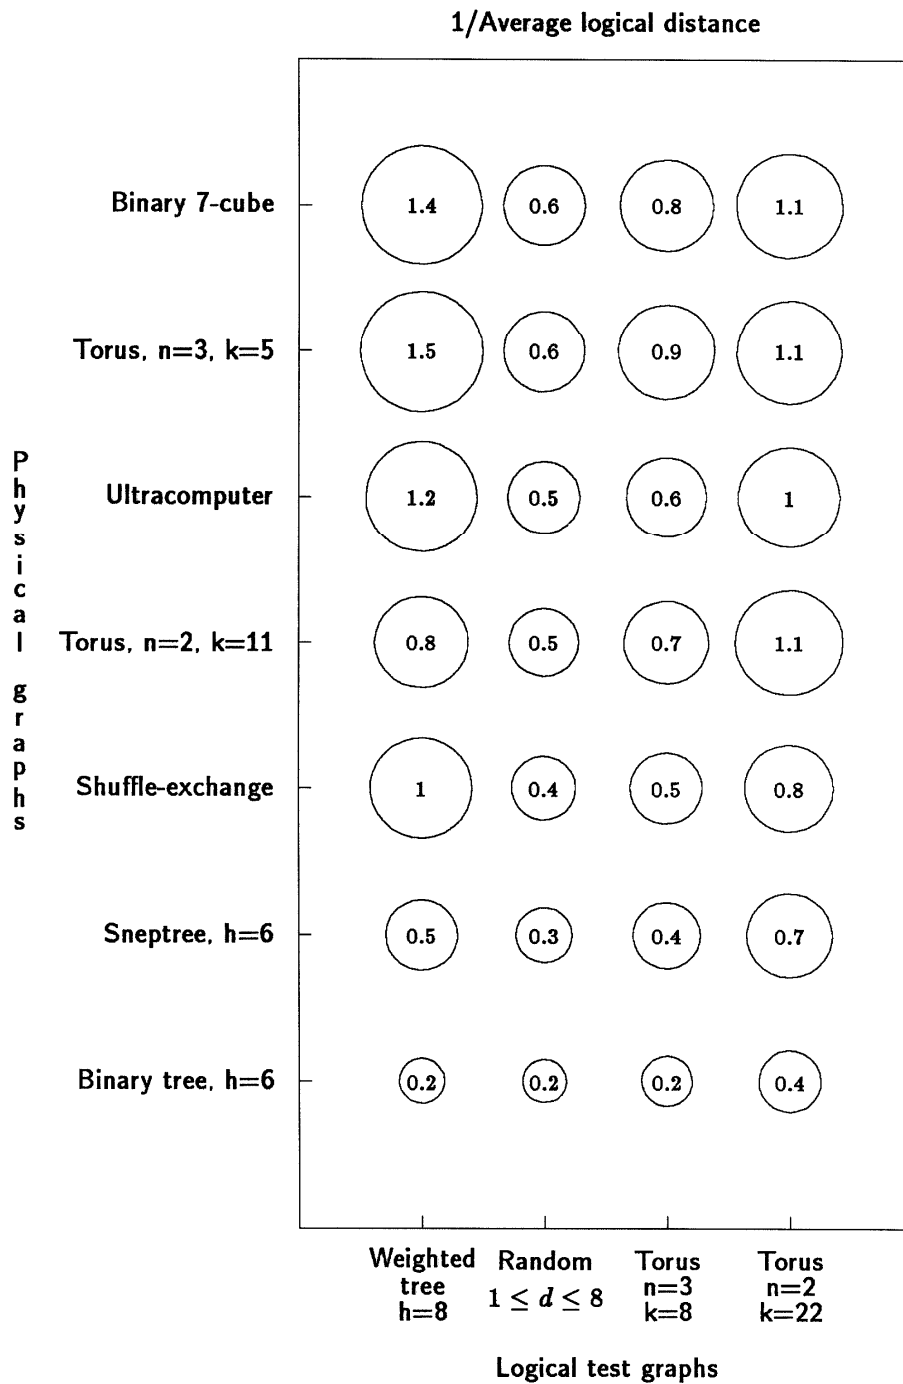 1/Average logical distance
Binary 7-cube 1.4 0.6 0.8 1.1
Torus, n=3, k=5 1.5 0.6 0.9 1.1
Ultracomputer 1.2 0.5 0.6 1
Torus, n=2, k=11 0.8 0.5 0.7 1.1
Shuffle-exchange 1 0.4 0.5 0.8
Sneptree, h=6 0.5 0.3 0.4 0.7
Binary tree, h=6 0.2 0.2 0.2 0.4
Physical graphs
Weighted Random Torus Torus
tree 1 ≤ d ≤ 8 n=3 n=2
h=8 k=8 k=22
Logical test graphs